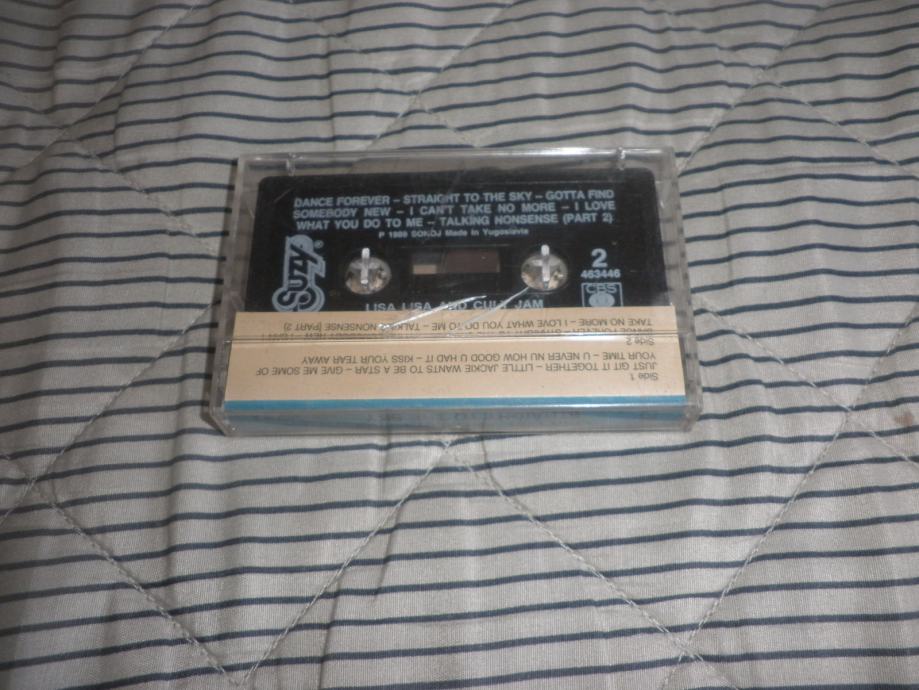 DANCE FOREVER – STRAIGHT TO THE SKY – GOTTA FIND
SOMEBODY NEW – I CAN'T TAKE NO MORE – I LOVE
WHAT YOU DO TO ME – TALKING NONSENSE (PART 2)
P 1989 SOKOJ Made in Yugoslavia
SUZY®
2
463446
CBS
LISA LISA AND CULT JAM
Side 1
JUST GIT IT TOGETHER – LITTLE JACKIE WANTS TO BE A STAR – GIVE ME SOME OF
YOUR TIME – U NEVER NU HOW GOOD U HAD IT – KISS YOUR TEAR AWAY
Side 2
TAKE NO MORE – I LOVE WHAT YOU DO TO ME – TALKING NONSENSE (PART 2)